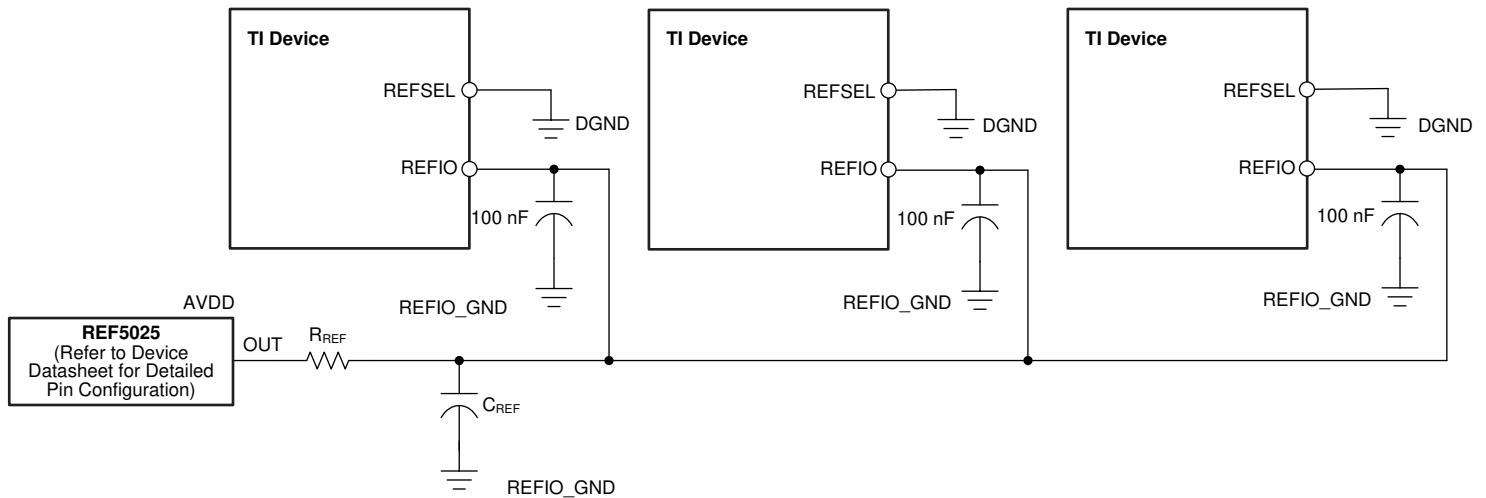 TI Device
REFSEL
DGND
REFIO
100 nF
REFIO_GND
TI Device
REFSEL
DGND
REFIO
100 nF
REFIO_GND
TI Device
REFSEL
DGND
REFIO
100 nF
REFIO_GND
AVDD
REF5025
(Refer to Device
Datasheet for Detailed
Pin Configuration)
OUT
RREF
CREF
REFIO_GND